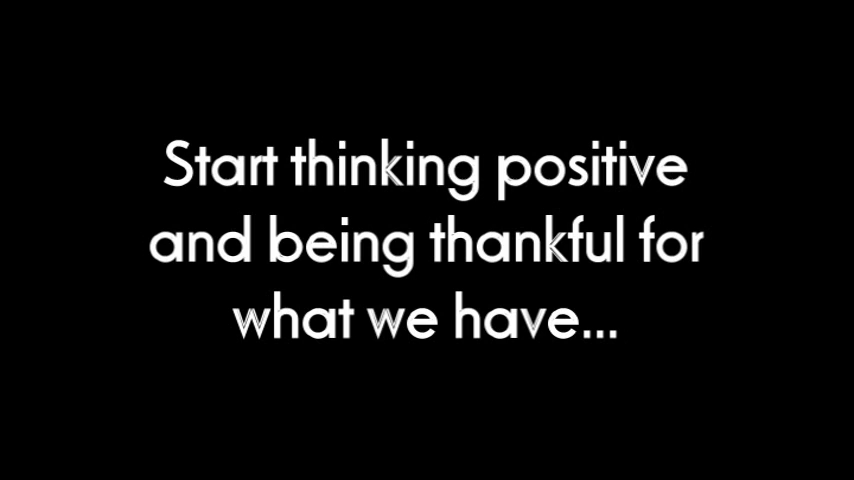 Start thinking positive
and being thankful for
what we have...